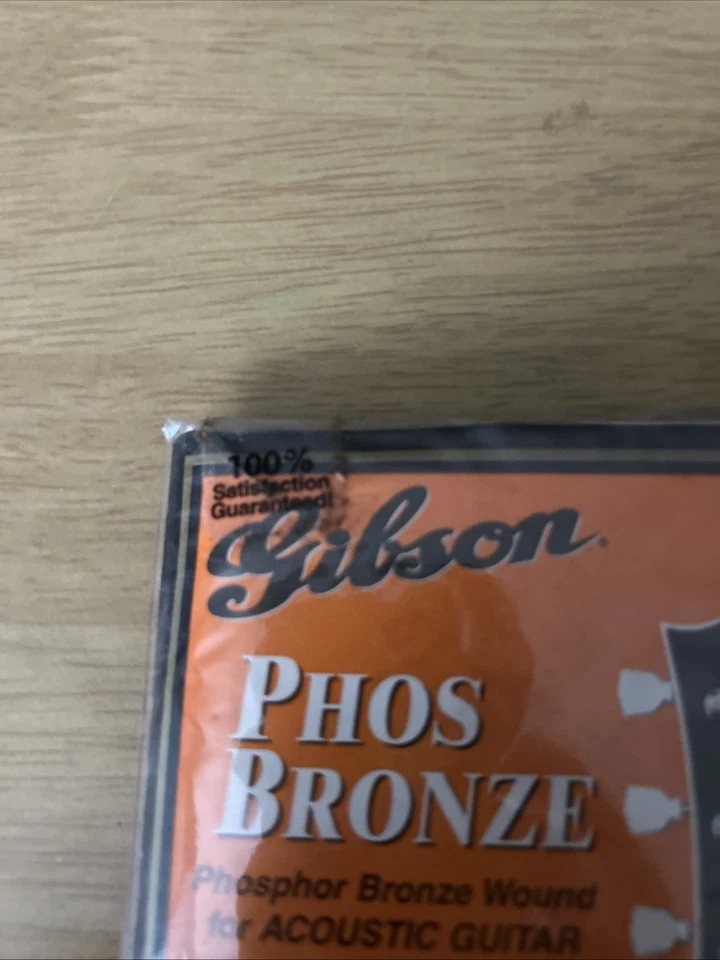 100%
Satisfaction
Guaranteed!
Gibson
PHOS
BRONZE
Phosphor Bronze Wound
for ACOUSTIC GUITAR